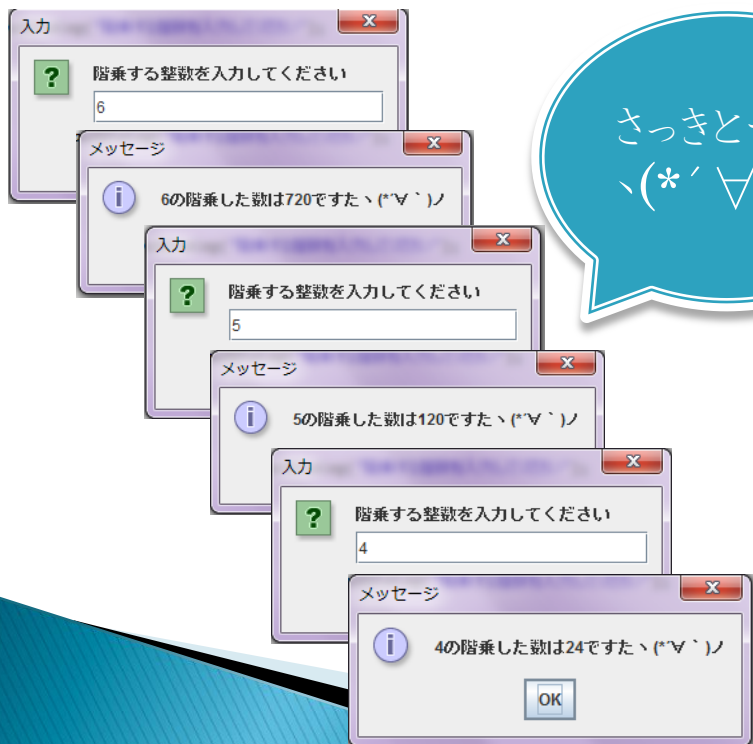 入力
階乗する整数を入力してください
6
メッセージ
6の階乗した数は720ですたヽ(*´∀｀)ノ
入力
階乗する整数を入力してください
5
メッセージ
5の階乗した数は120ですたヽ(*´∀｀)ノ
入力
階乗する整数を入力してください
4
メッセージ
4の階乗した数は24ですたヽ(*´∀｀)ノ
OK
さっきと
ヽ(*´∀